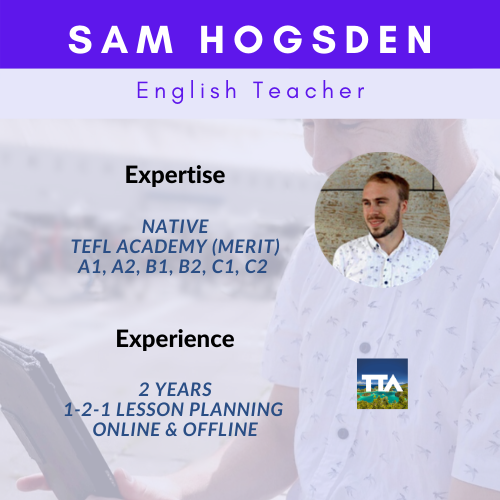 SAM HOGSDEN
English Teacher
Expertise
NATIVE
TEFL ACADEMY (MERIT)
A1, A2, B1, B2, C1, C2
Experience
2 YEARS
1-2-1 LESSON PLANNING
ONLINE & OFFLINE
TTA